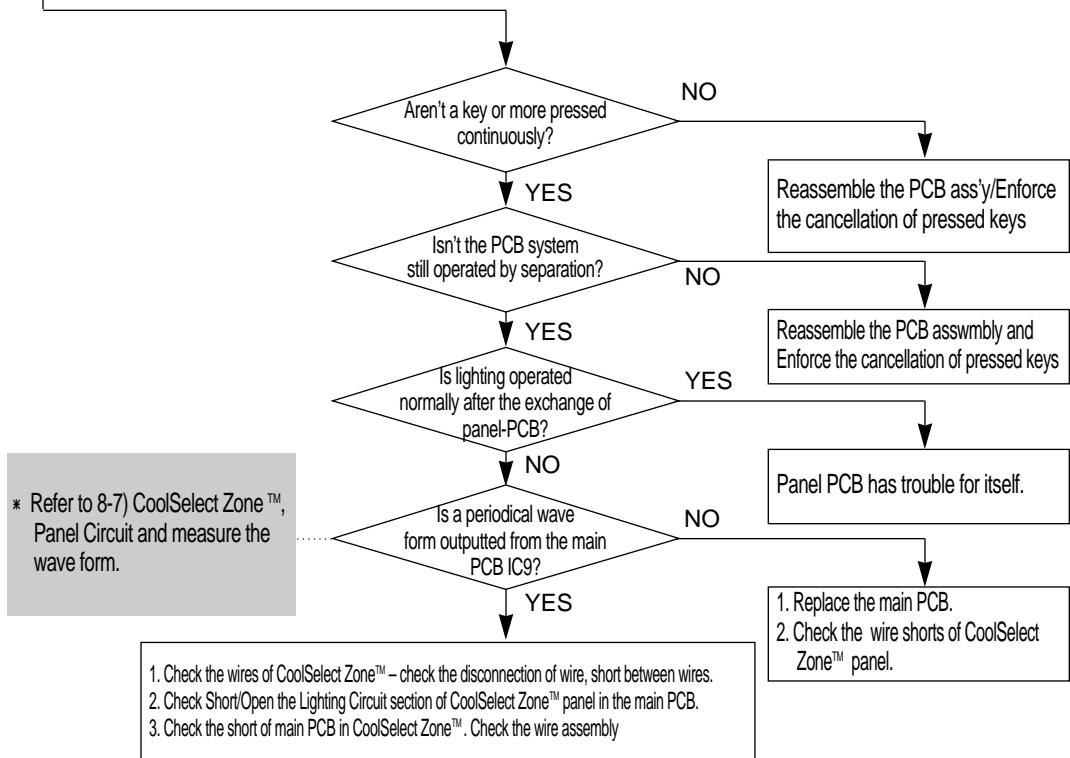 Aren't a key or more pressed
continuously?
NO
Reassemble the PCB ass'y/Enforce
the cancellation of pressed keys
YES
Isn't the PCB system
still operated by separation?
NO
Reassemble the PCB asswmbly and
Enforce the cancellation of pressed keys
YES
Is lighting operated
normally after the exchange of
panel-PCB?
YES
Panel PCB has trouble for itself.
NO
* Refer to 8-7) CoolSelect Zone ™,
Panel Circuit and measure the
wave form.
Is a periodical wave
form outputted from the main
PCB IC9?
NO
1. Replace the main PCB.
2. Check the wire shorts of CoolSelect
Zone™ panel.
YES
1. Check the wires of CoolSelect Zone™ – check the disconnection of wire, short between wires.
2. Check Short/Open the Lighting Circuit section of CoolSelect Zone™ panel in the main PCB.
3. Check the short of main PCB in CoolSelect Zone™. Check the wire assembly